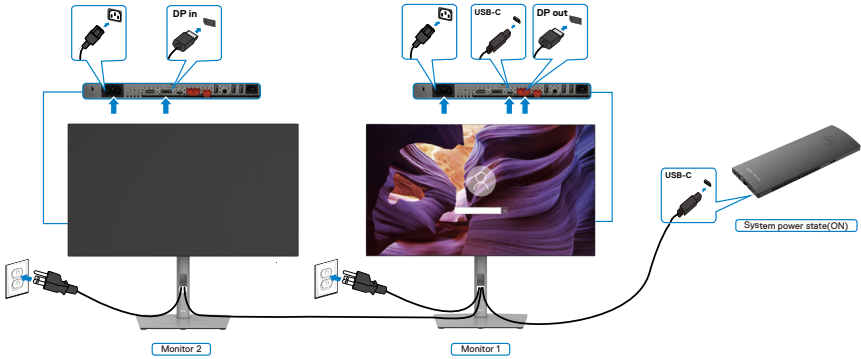 DP in
USB-C
DP out
USB-C
System power state(ON)
Monitor 2
Monitor 1